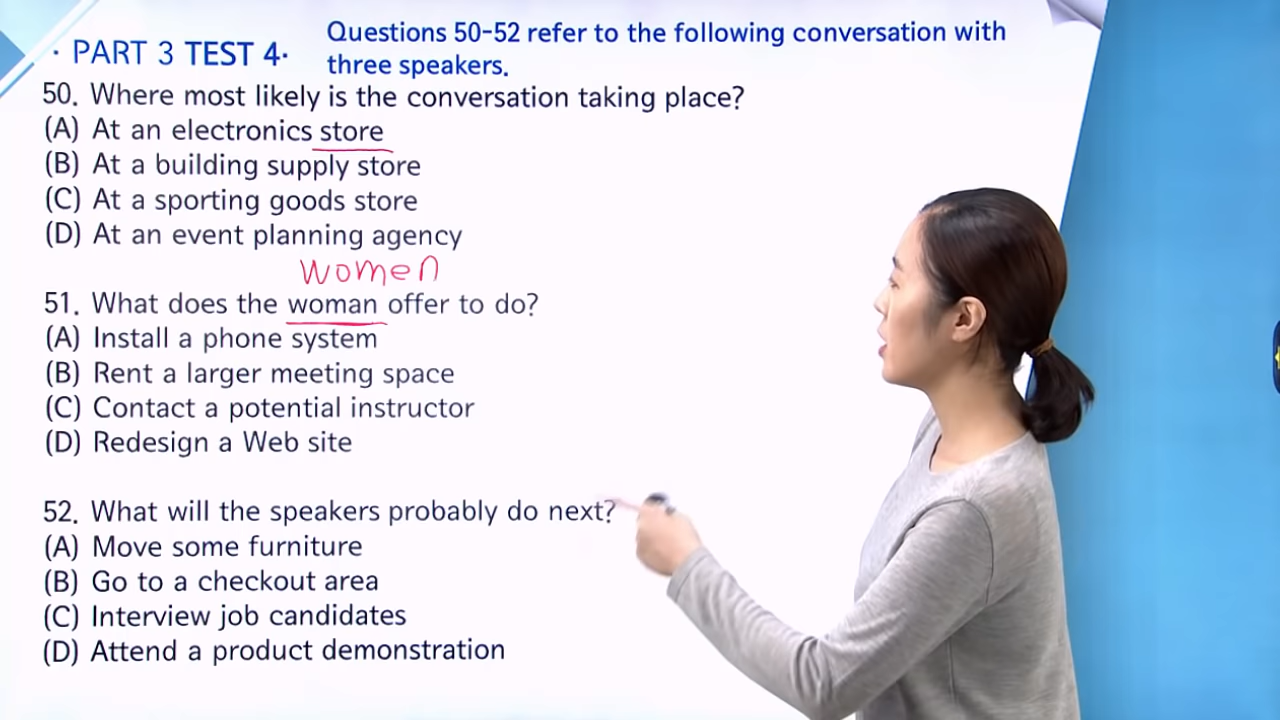 · PART 3 TEST 4·
Questions 50-52 refer to the following conversation with
three speakers.
50. Where most likely is the conversation taking place?
(A) At an electronics store
(B) At a building supply store
(C) At a sporting goods store
(D) At an event planning agency
women
51. What does the woman offer to do?
(A) Install a phone system
(B) Rent a larger meeting space
(C) Contact a potential instructor
(D) Redesign a Web site
52. What will the speakers probably do next?
(A) Move some furniture
(B) Go to a checkout area
(C) Interview job candidates
(D) Attend a product demonstration